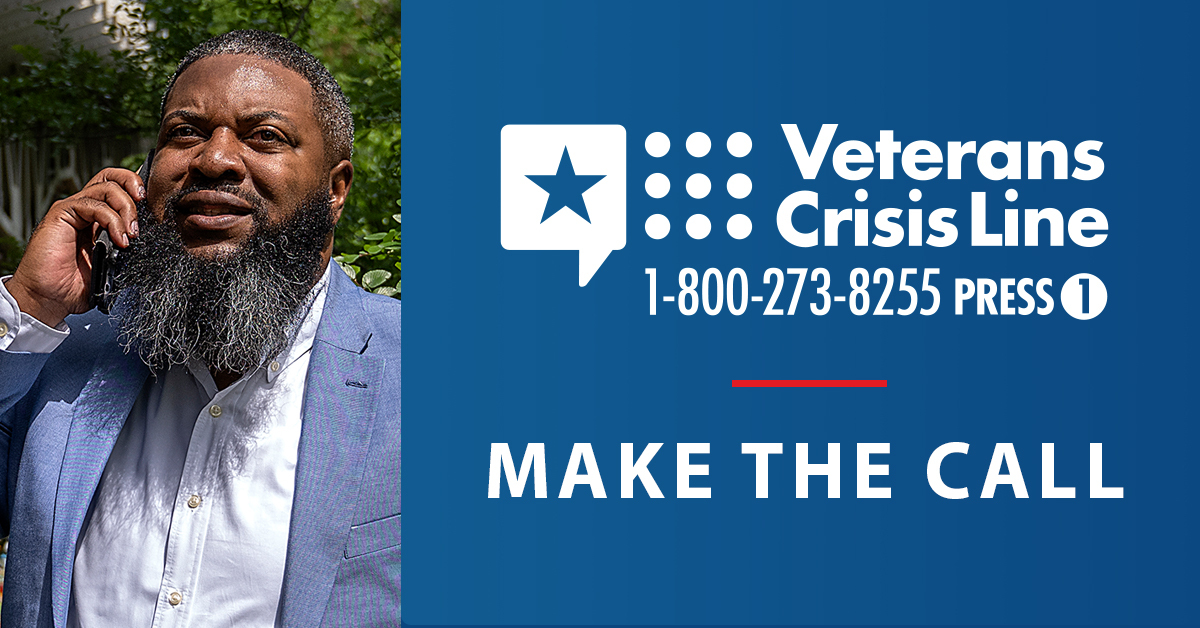 Veterans
Crisis Line
1-800-273-8255 PRESS 1
MAKE THE CALL